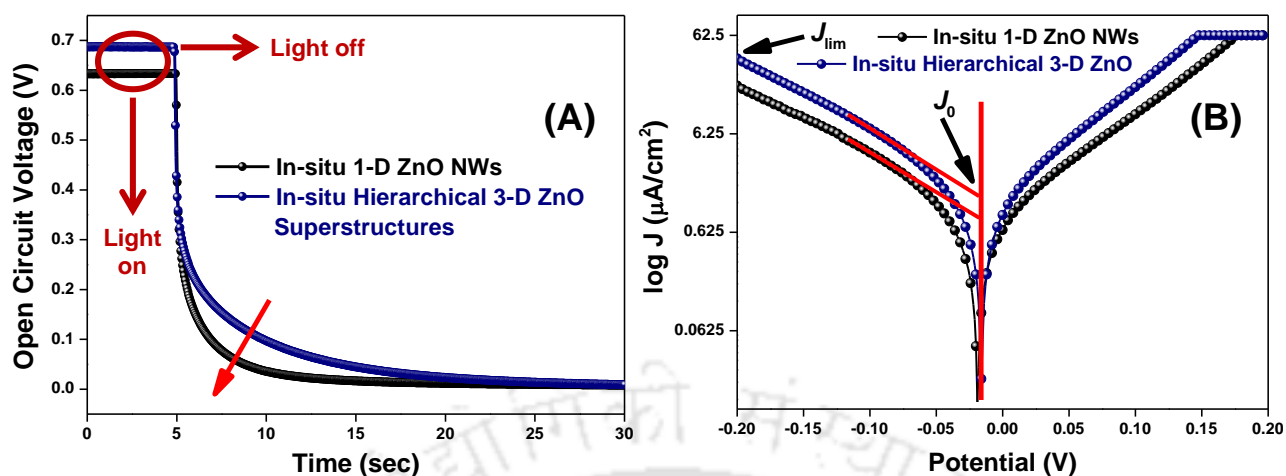 0.7
0.6
0.5
0.4
0.3
0.2
0.1
0.0
Open Circuit Voltage (V)
Light off
(A)
In-situ 1-D ZnO NWs
In-situ Hierarchical 3-D ZnO
Superstructures
Light
on
0 5 10 15 20 25 30
Time (sec)
62.5
6.25
0.625
0.0625
log J (μA/cm²)
Jlim
In-situ 1-D ZnO NWs
In-situ Hierarchical 3-D ZnO
J0
(B)
-0.20 -0.15 -0.10 -0.05 0.00 0.05 0.10 0.15 0.20
Potential (V)